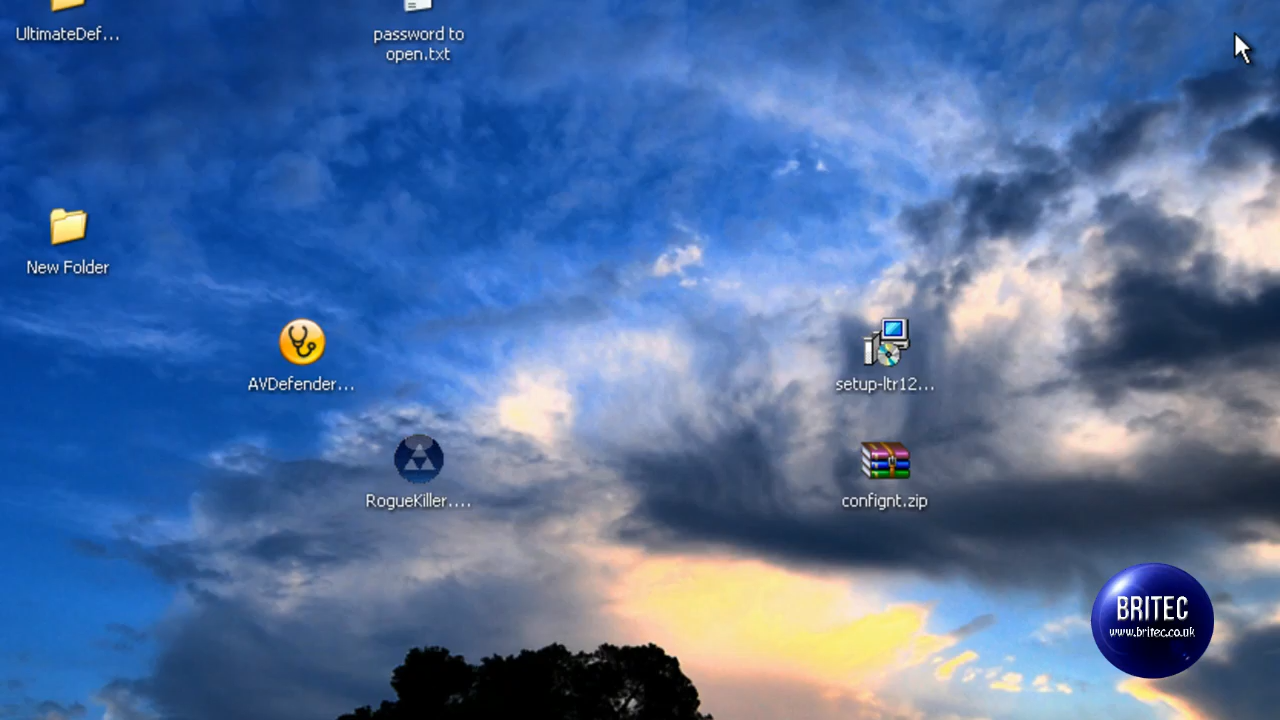 UltimateDef...
password to
open.txt
New Folder
AVDefender...
setup-ltr12...
RogueKiller....
confignt.zip
BRITEC
www.britec.co.uk